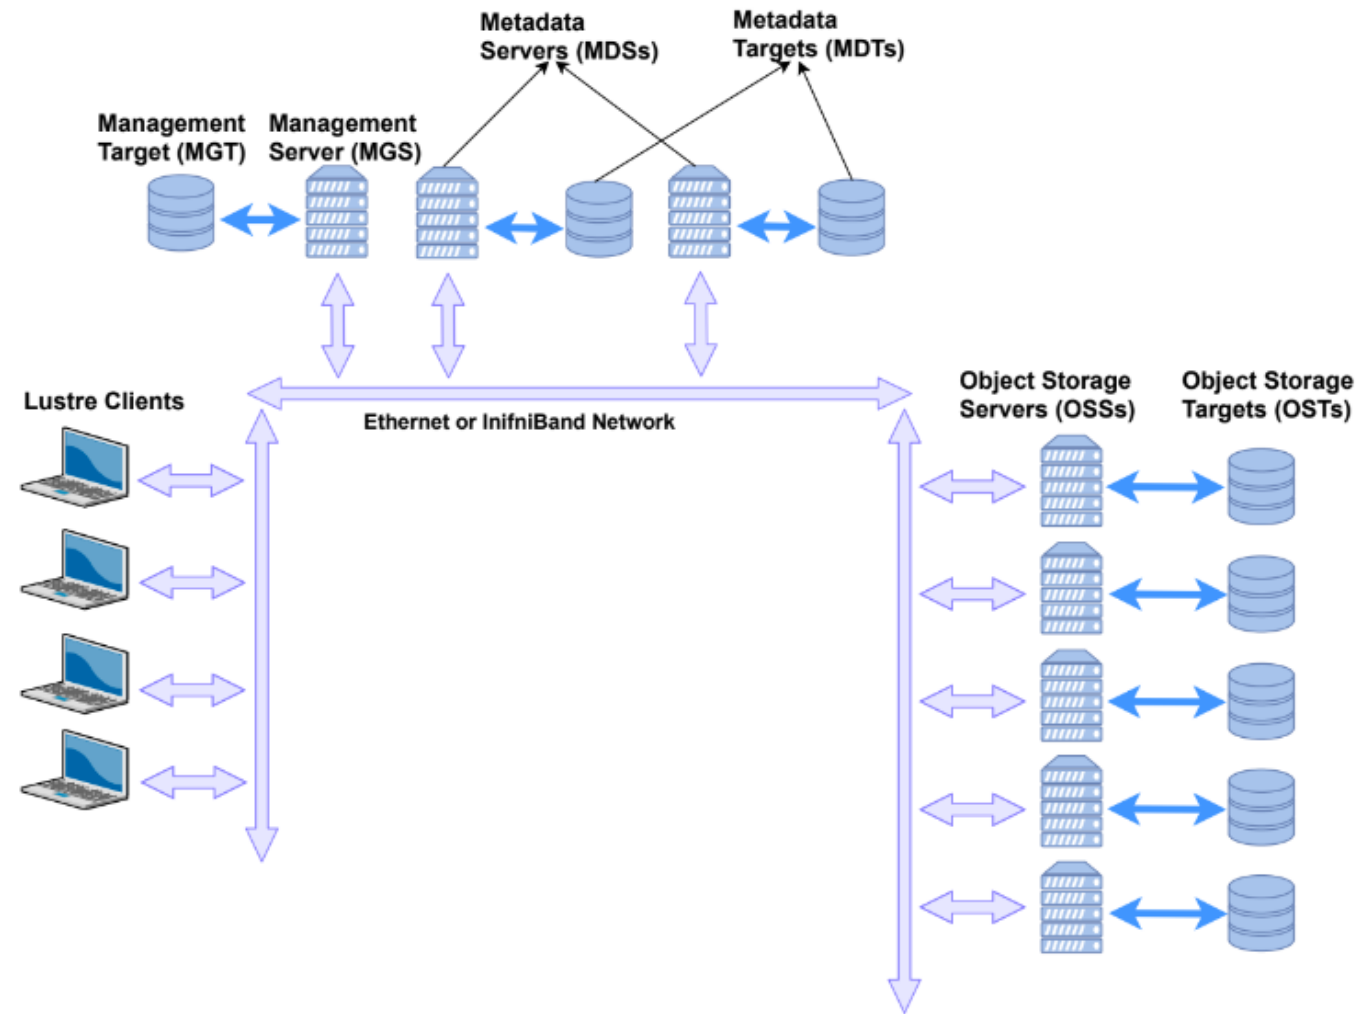 Metadata
Servers (MDSs)
Metadata
Targets (MDTs)
Management
Target (MGT)
Management
Server (MGS)
Lustre Clients
Ethernet or InifniBand Network
Object Storage
Servers (OSSs)
Object Storage
Targets (OSTs)